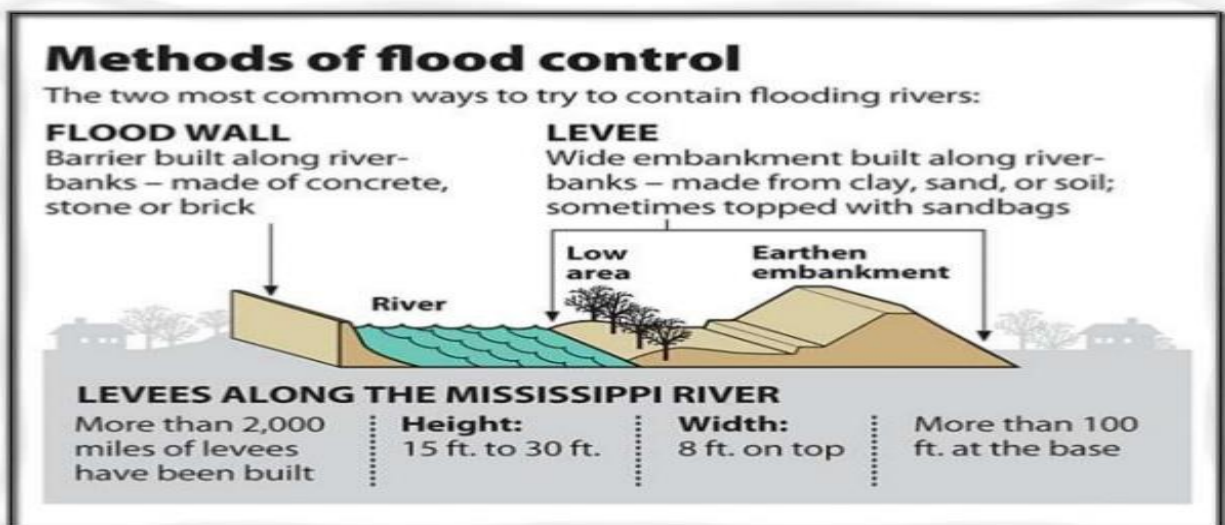 Methods of flood control
The two most common ways to try to contain flooding rivers:
FLOOD WALL
Barrier built along river-
banks – made of concrete,
stone or brick
LEVEE
Wide embankment built along river-
banks – made from clay, sand, or soil;
sometimes topped with sandbags
River
Low
area
Earthen
embankment
LEVEES ALONG THE MISSISSIPPI RIVER
More than 2,000
miles of levees
have been built
Height:
15 ft. to 30 ft.
Width:
8 ft. on top
More than 100
ft. at the base